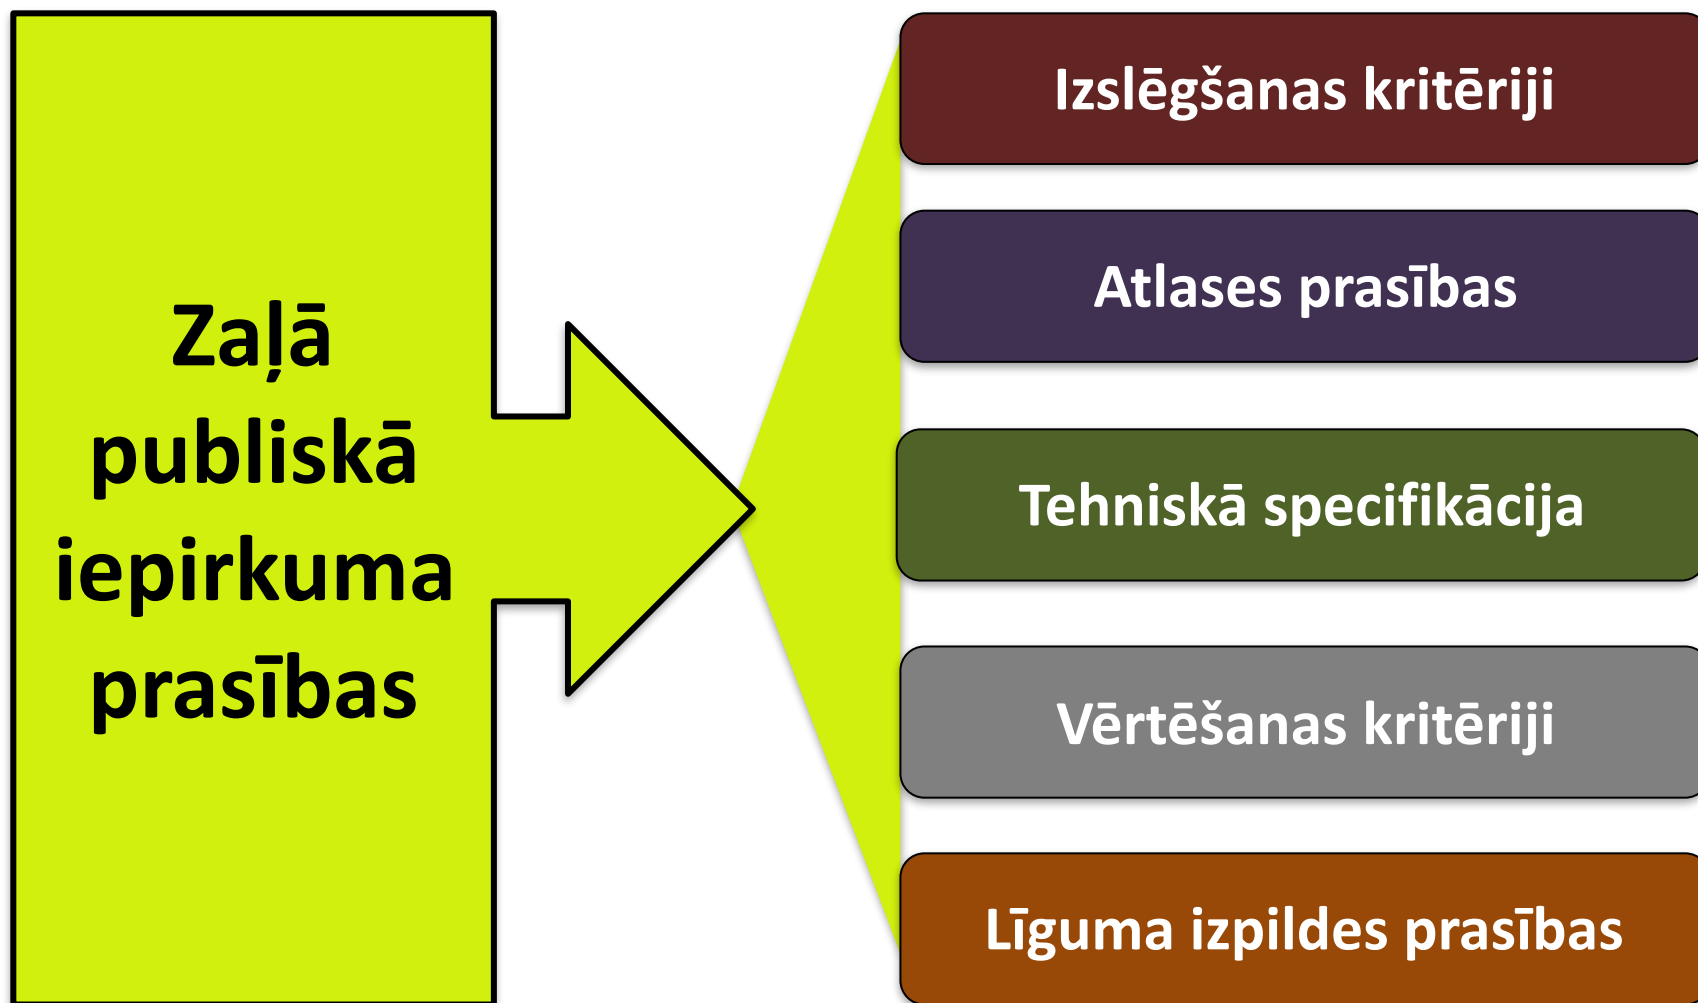 Zaļā
publiskā
iepirkuma
prasības
Izslēgšanas kritēriji
Atlases prasības
Tehniskā specifikācija
Vērtēšanas kritēriji
Līguma izpildes prasības